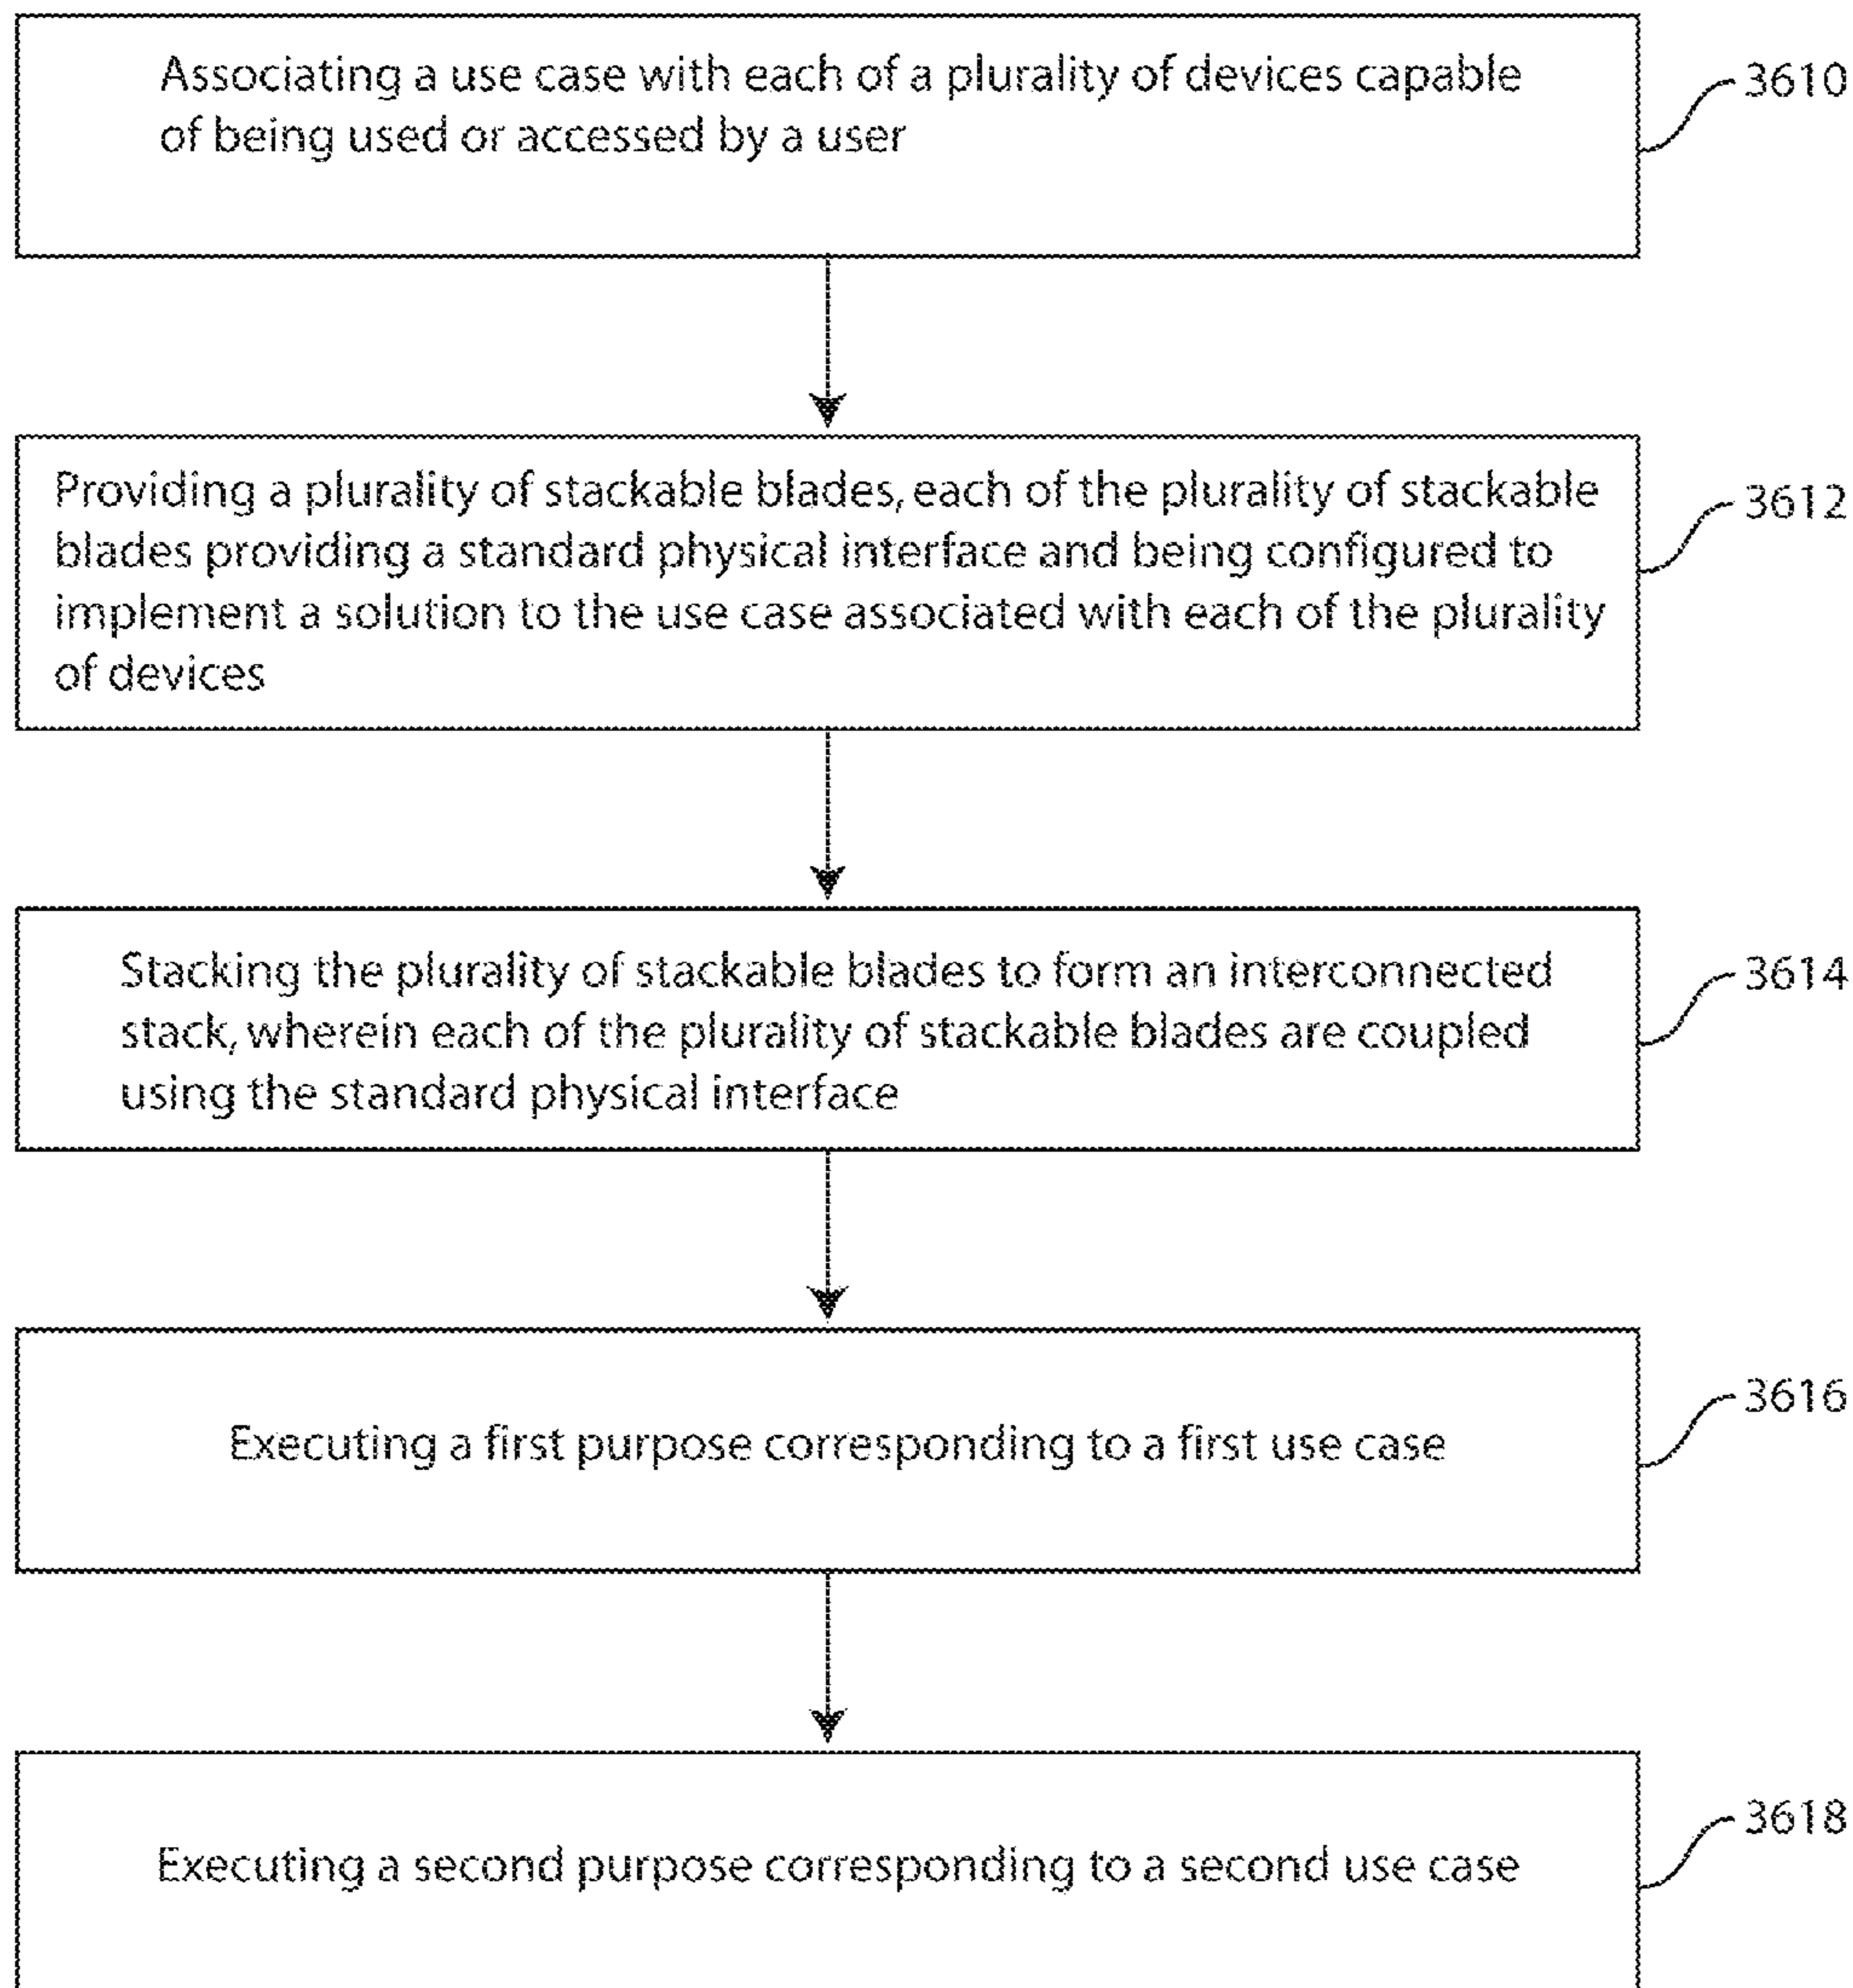 Associating a use case with each of a plurality of devices capable
of being used or accessed by a user
3610
Providing a plurality of stackable blades, each of the plurality of stackable
blades providing a standard physical interface and being configured to
implement a solution to the use case associated with each of the plurality
of devices
3612
Stacking the plurality of stackable blades to form an interconnected
stack, wherein each of the plurality of stackable blades are coupled
using the standard physical interface
3614
Executing a first purpose corresponding to a first use case
3616
Executing a second purpose corresponding to a second use case
3618